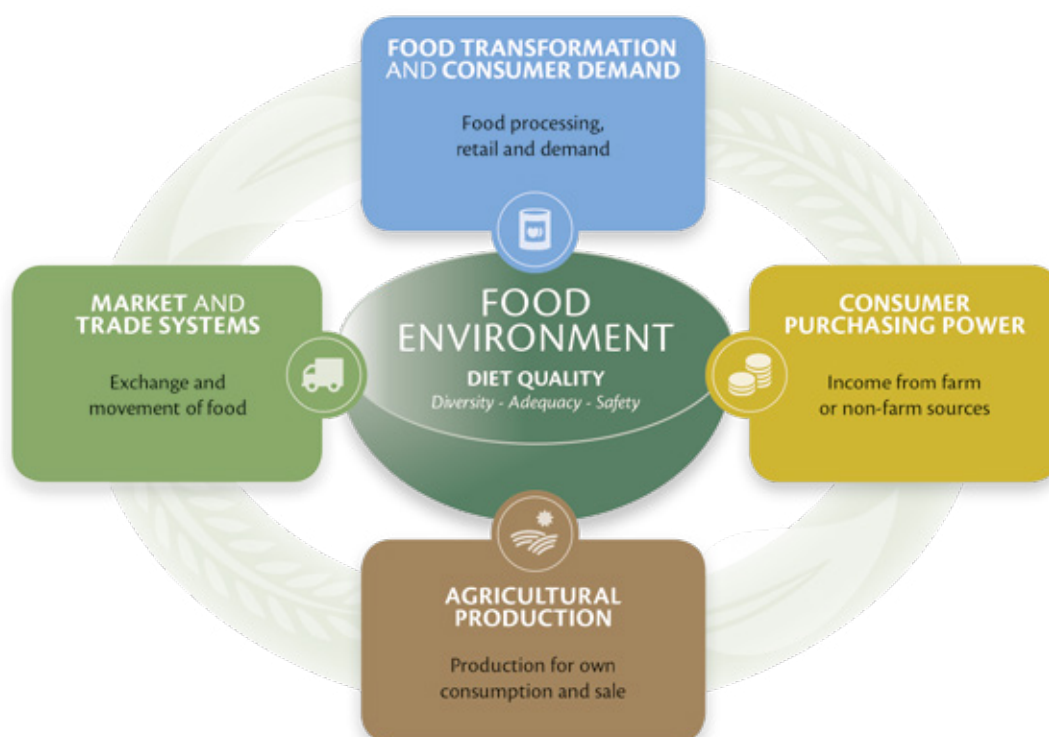 FOOD TRANSFORMATION
AND CONSUMER DEMAND
Food processing,
retail and demand
MARKET AND
TRADE SYSTEMS
Exchange and
movement of food
FOOD
ENVIRONMENT
DIET QUALITY
Diversity - Adequacy - Safety
CONSUMER
PURCHASING POWER
Income from farm
or non-farm sources
AGRICULTURAL
PRODUCTION
Production for own
consumption and sale